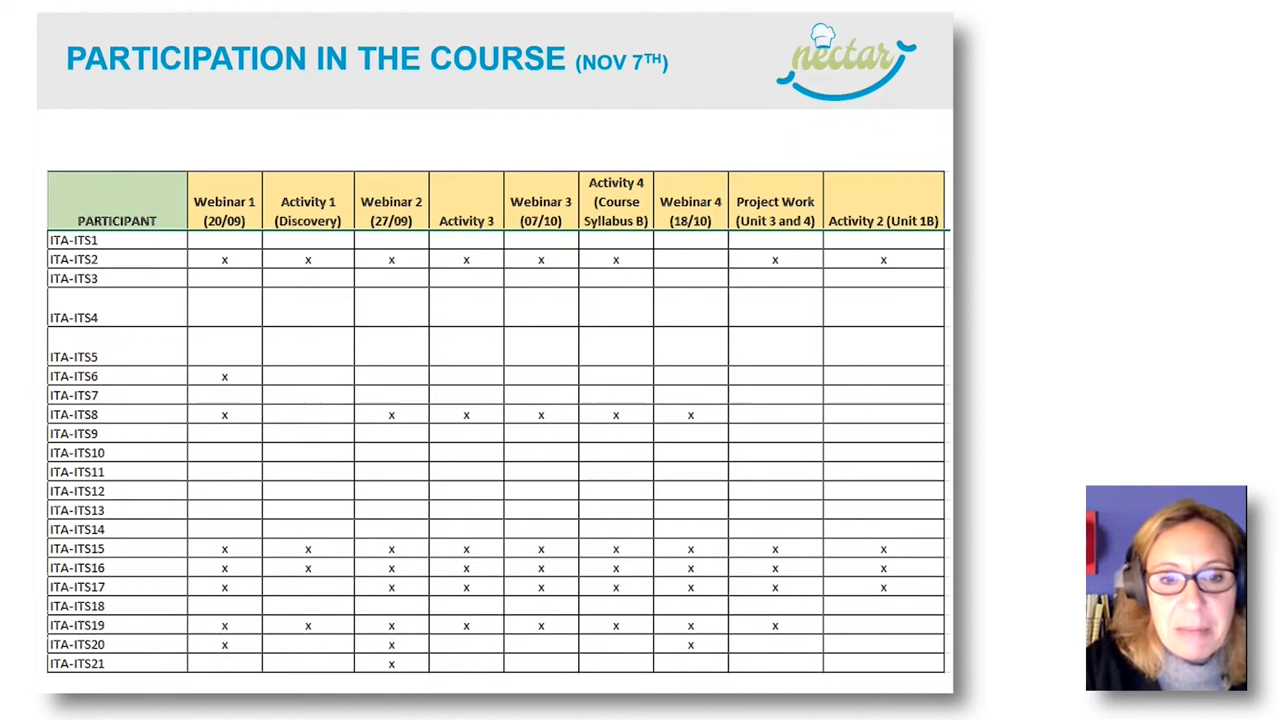 PARTICIPATION IN THE COURSE (NOV 7TH)
nectar
PARTICIPANT Webinar 1 (20/09) Activity 1 (Discovery) Webinar 2 (27/09) Activity 3 Webinar 3 (07/10) Activity 4 (Course Syllabus B) Webinar 4 (18/10) Project Work (Unit 3 and 4) Activity 2 (Unit 1B)
ITA-ITS1
ITA-ITS2 x x x x x x x x
ITA-ITS3
ITA-ITS4
ITA-ITS5
ITA-ITS6 x
ITA-ITS7
ITA-ITS8 x x x x x x
ITA-ITS9
ITA-ITS10
ITA-ITS11
ITA-ITS12
ITA-ITS13
ITA-ITS14
ITA-ITS15 x x x x x x x x x
ITA-ITS16 x x x x x x x x x
ITA-ITS17 x x x x x x x x
ITA-ITS18
ITA-ITS19 x x x x x x x x
ITA-ITS20 x x x
ITA-ITS21 x